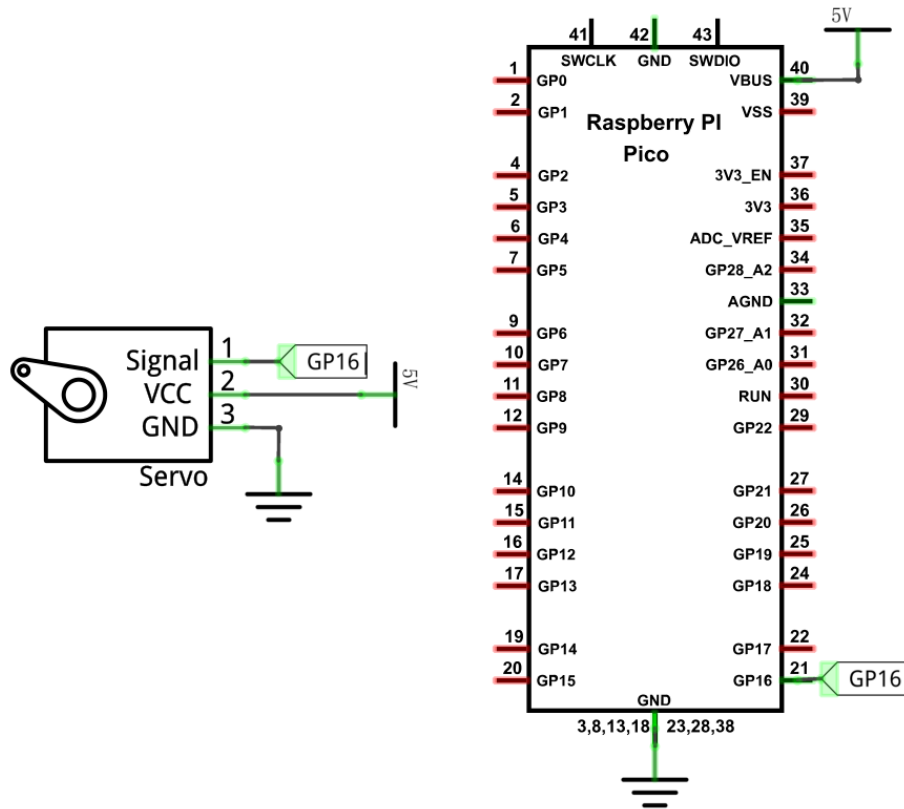 5V
41 42 43
SWCLK GND SWDIO
1 GP0 VBUS 40
2 GP1 VSS 39
Raspberry PI
Pico
4 GP2 3V3_EN 37
5 GP3 3V3 36
6 GP4 ADC_VREF 35
7 GP5 GP28_A2 34
AGND 33
9 GP6 GP27_A1 32
10 GP7 GP26_A0 31
11 GP8 RUN 30
12 GP9 GP22 29
14 GP10 GP21 27
15 GP11 GP20 26
16 GP12 GP19 25
17 GP13 GP18 24
19 GP14 GP17 22
20 GP15 GP16 21 GP16
GND
3,8,13,18 23,28,38
Signal 1 GP16
VCC 2 5V
GND 3
Servo